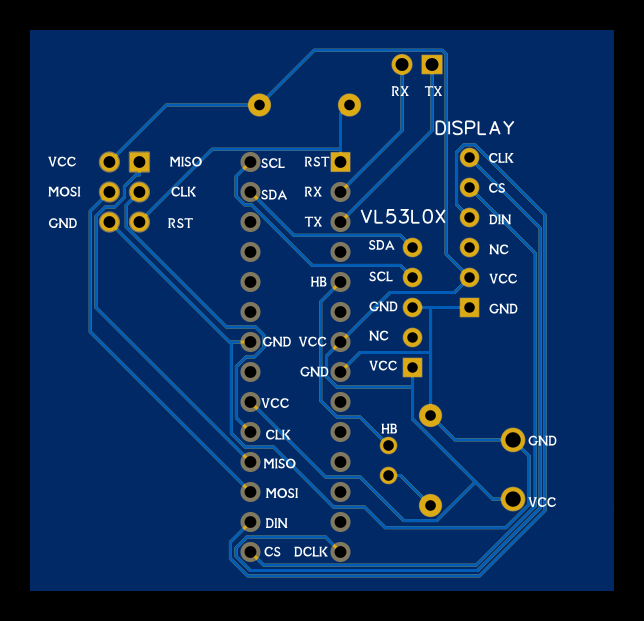 RX TX
DISPLAY
VCC MISO SCL RST CLK
MOSI CLK SDA RX CS
GND RST TX VL53L0X DIN
SDA NC
HB SCL VCC
GND GND
GND VCC NC
GND VCC
VCC
CLK HB
GND
MISO
MOSI VCC
DIN
CS DCLK